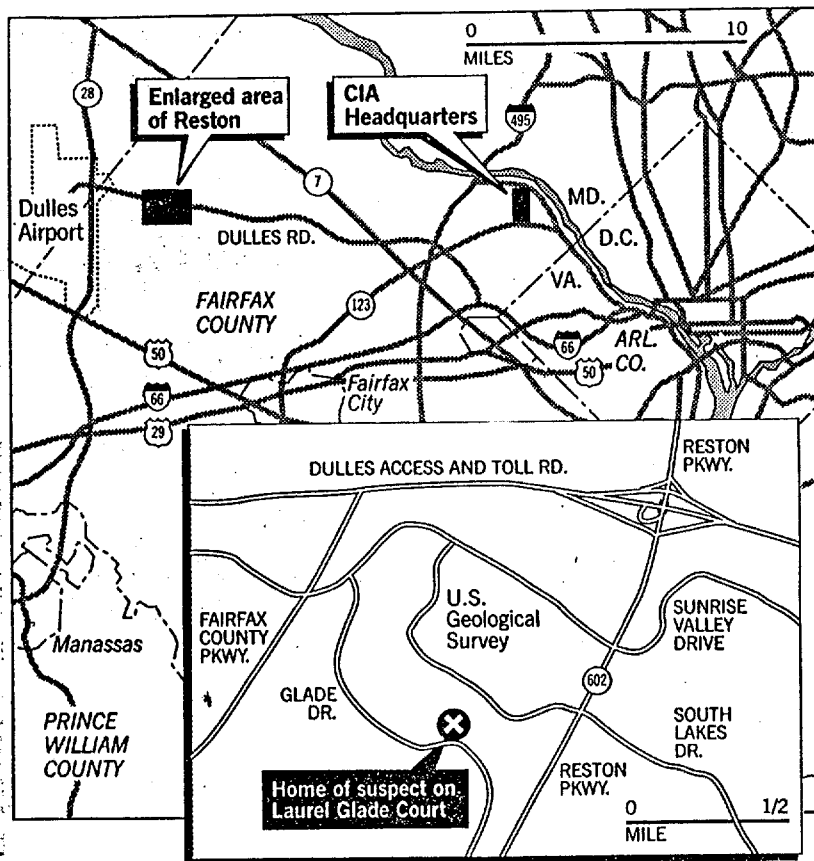 0 10
MILES
28
Enlarged area
of Reston
CIA
Headquarters
495
7
MD.
D.C.
VA.
Dulles
Airport
DULLES RD.
FAIRFAX
COUNTY
123
50
66
ARL.
CO.
50
66
29
Fairfax
City
Manassas
PRINCE
WILLIAM
COUNTY
DULLES ACCESS AND TOLL RD.
RESTON
PKWY.
U.S.
Geological
Survey
FAIRFAX
COUNTY
PKWY.
SUNRISE
VALLEY
DRIVE
602
GLADE
DR.
SOUTH
LAKES
DR.
RESTON
PKWY.
Home of suspect on
Laurel Glade Court
0 1/2
MILE